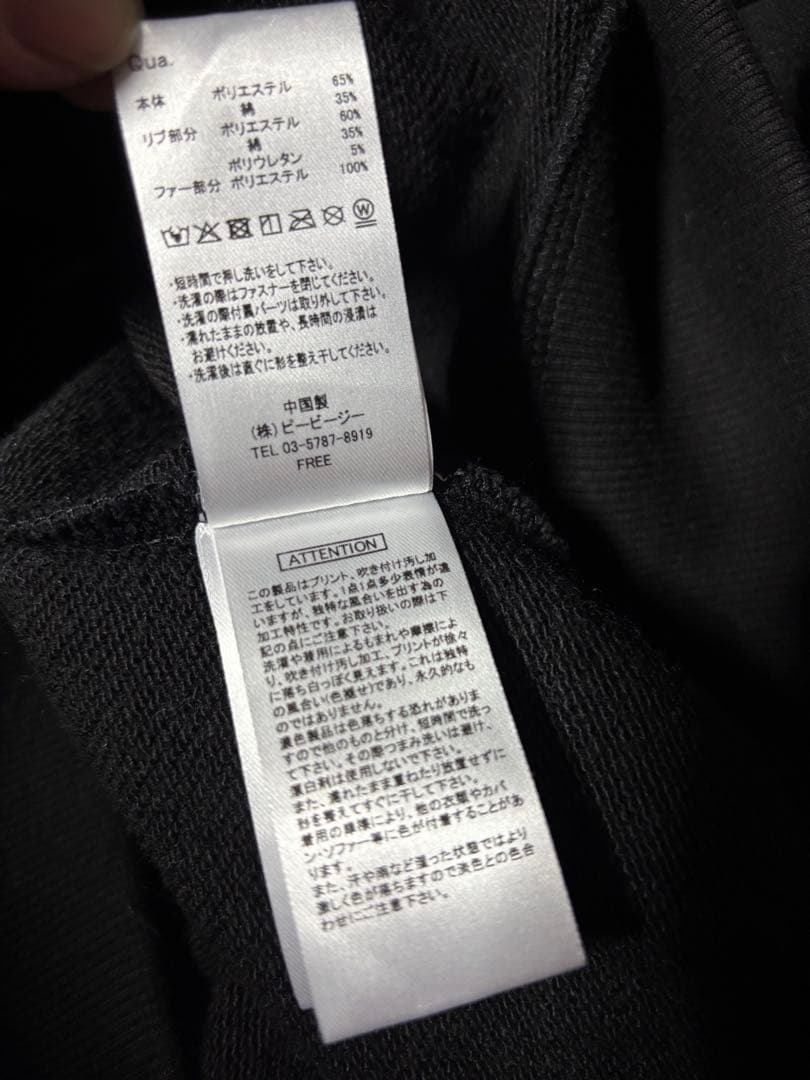 Qua.
本体 ポリエステル 65%
綿 35%
リブ部分 ポリエステル 60%
綿 35%
ポリウレタン 5%
ファー部分 ポリエステル 100%
W
・短時間で押し洗いをして下さい。
・洗濯の際はファスナーを閉じてください。
・洗濯の際付属パーツは取り外して下さい。
・濡れたままの放置や、長時間の浸漬は
お避けください。
・洗濯後は直ぐに形を整え干してください。
中国製
(株)ピービージー
TEL 03-5787-8919
FREE
ATTENTION
この製品はプリント、吹き付け汚し加
工をしています。1点1点多少表情が違
いますが、独特な風合いを出す為の
加工特性です。お取り扱いの際は下
記の点にご注意下さい。
洗濯や着用によるもまれや摩擦によ
り、吹き付け汚し加工、プリントが徐々
に落ち白っぽく見えます。これは独特
の風合い(色褪せ)であり、永久的なも
のではありません。
濃色製品は色落ちする恐れがありま
すので他のものと分け、短時間で洗っ
て下さい。その際つまみ洗いは避け、
漂白剤は使用しないで下さい。
また、濡れたまま重ねたり放置せずに
形を整えてすぐに干して下さい。
着用の摩擦により、他の衣類やカバ
ン・ソファー等に色が付着することがあ
ります。
また、汗や雨など湿った状態ではより
激しく色が落ちますので淡色との色合
わせにご注意下さい。